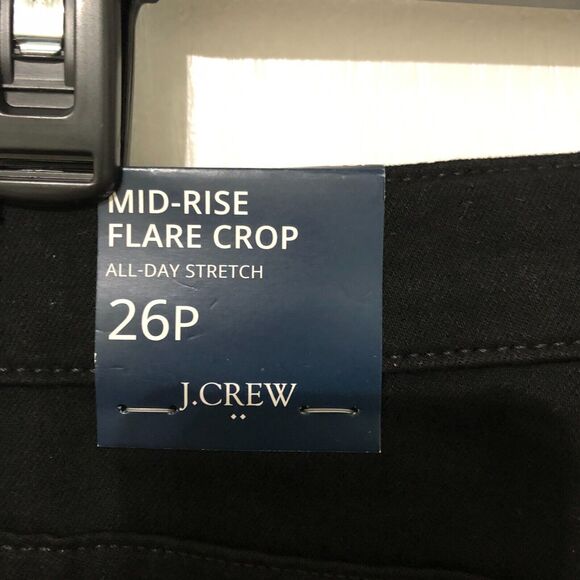 MID-RISE
FLARE CROP
ALL-DAY STRETCH
26P
J.CREW